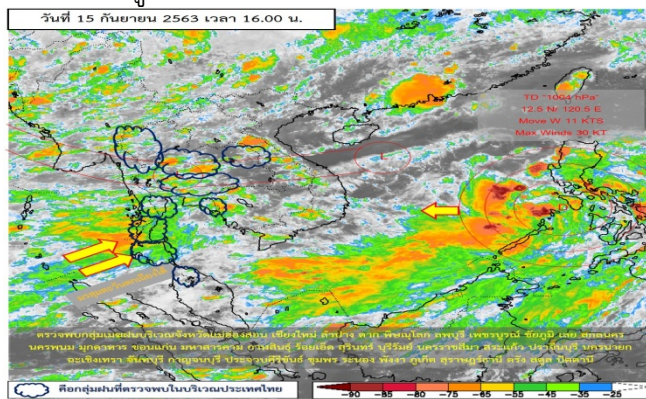 วันที่ 15 กันยายน 2563 เวลา 16.00 น.
TD "1004 hPa"
12.5 N 120.5 E
Move W 11 KTS
Max Winds 30 KT
L
ตรวจพบกลุ่มเมฆฝนบริเวณจังหวัดแม่ฮ่องสอน เชียงใหม่ ลำปาง ตาก พิษณุโลก ลพบุรี เพชรบูรณ์ ชัยภูมิ เลย สกลนคร
นครพนม มุกดาหาร ขอนแก่น มหาสารคาม กาฬสินธุ์ ร้อยเอ็ด สุรินทร์ บุรีรัมย์ นครราชสีมา สระแก้ว ปราจีนบุรี นครนายก
ฉะเชิงเทรา จันทบุรี กาญจนบุรี ประจวบคีรีขันธ์ ชุมพร ระนอง พังงา ภูเก็ต สุราษฎร์ธานี ตรัง สตูล ปัตตานี
คือกลุ่มฝนที่ตรวจพบในบริเวณประเทศไทย
-90 -85 -80 -75 -70 -65 -55 -45 -35 -25